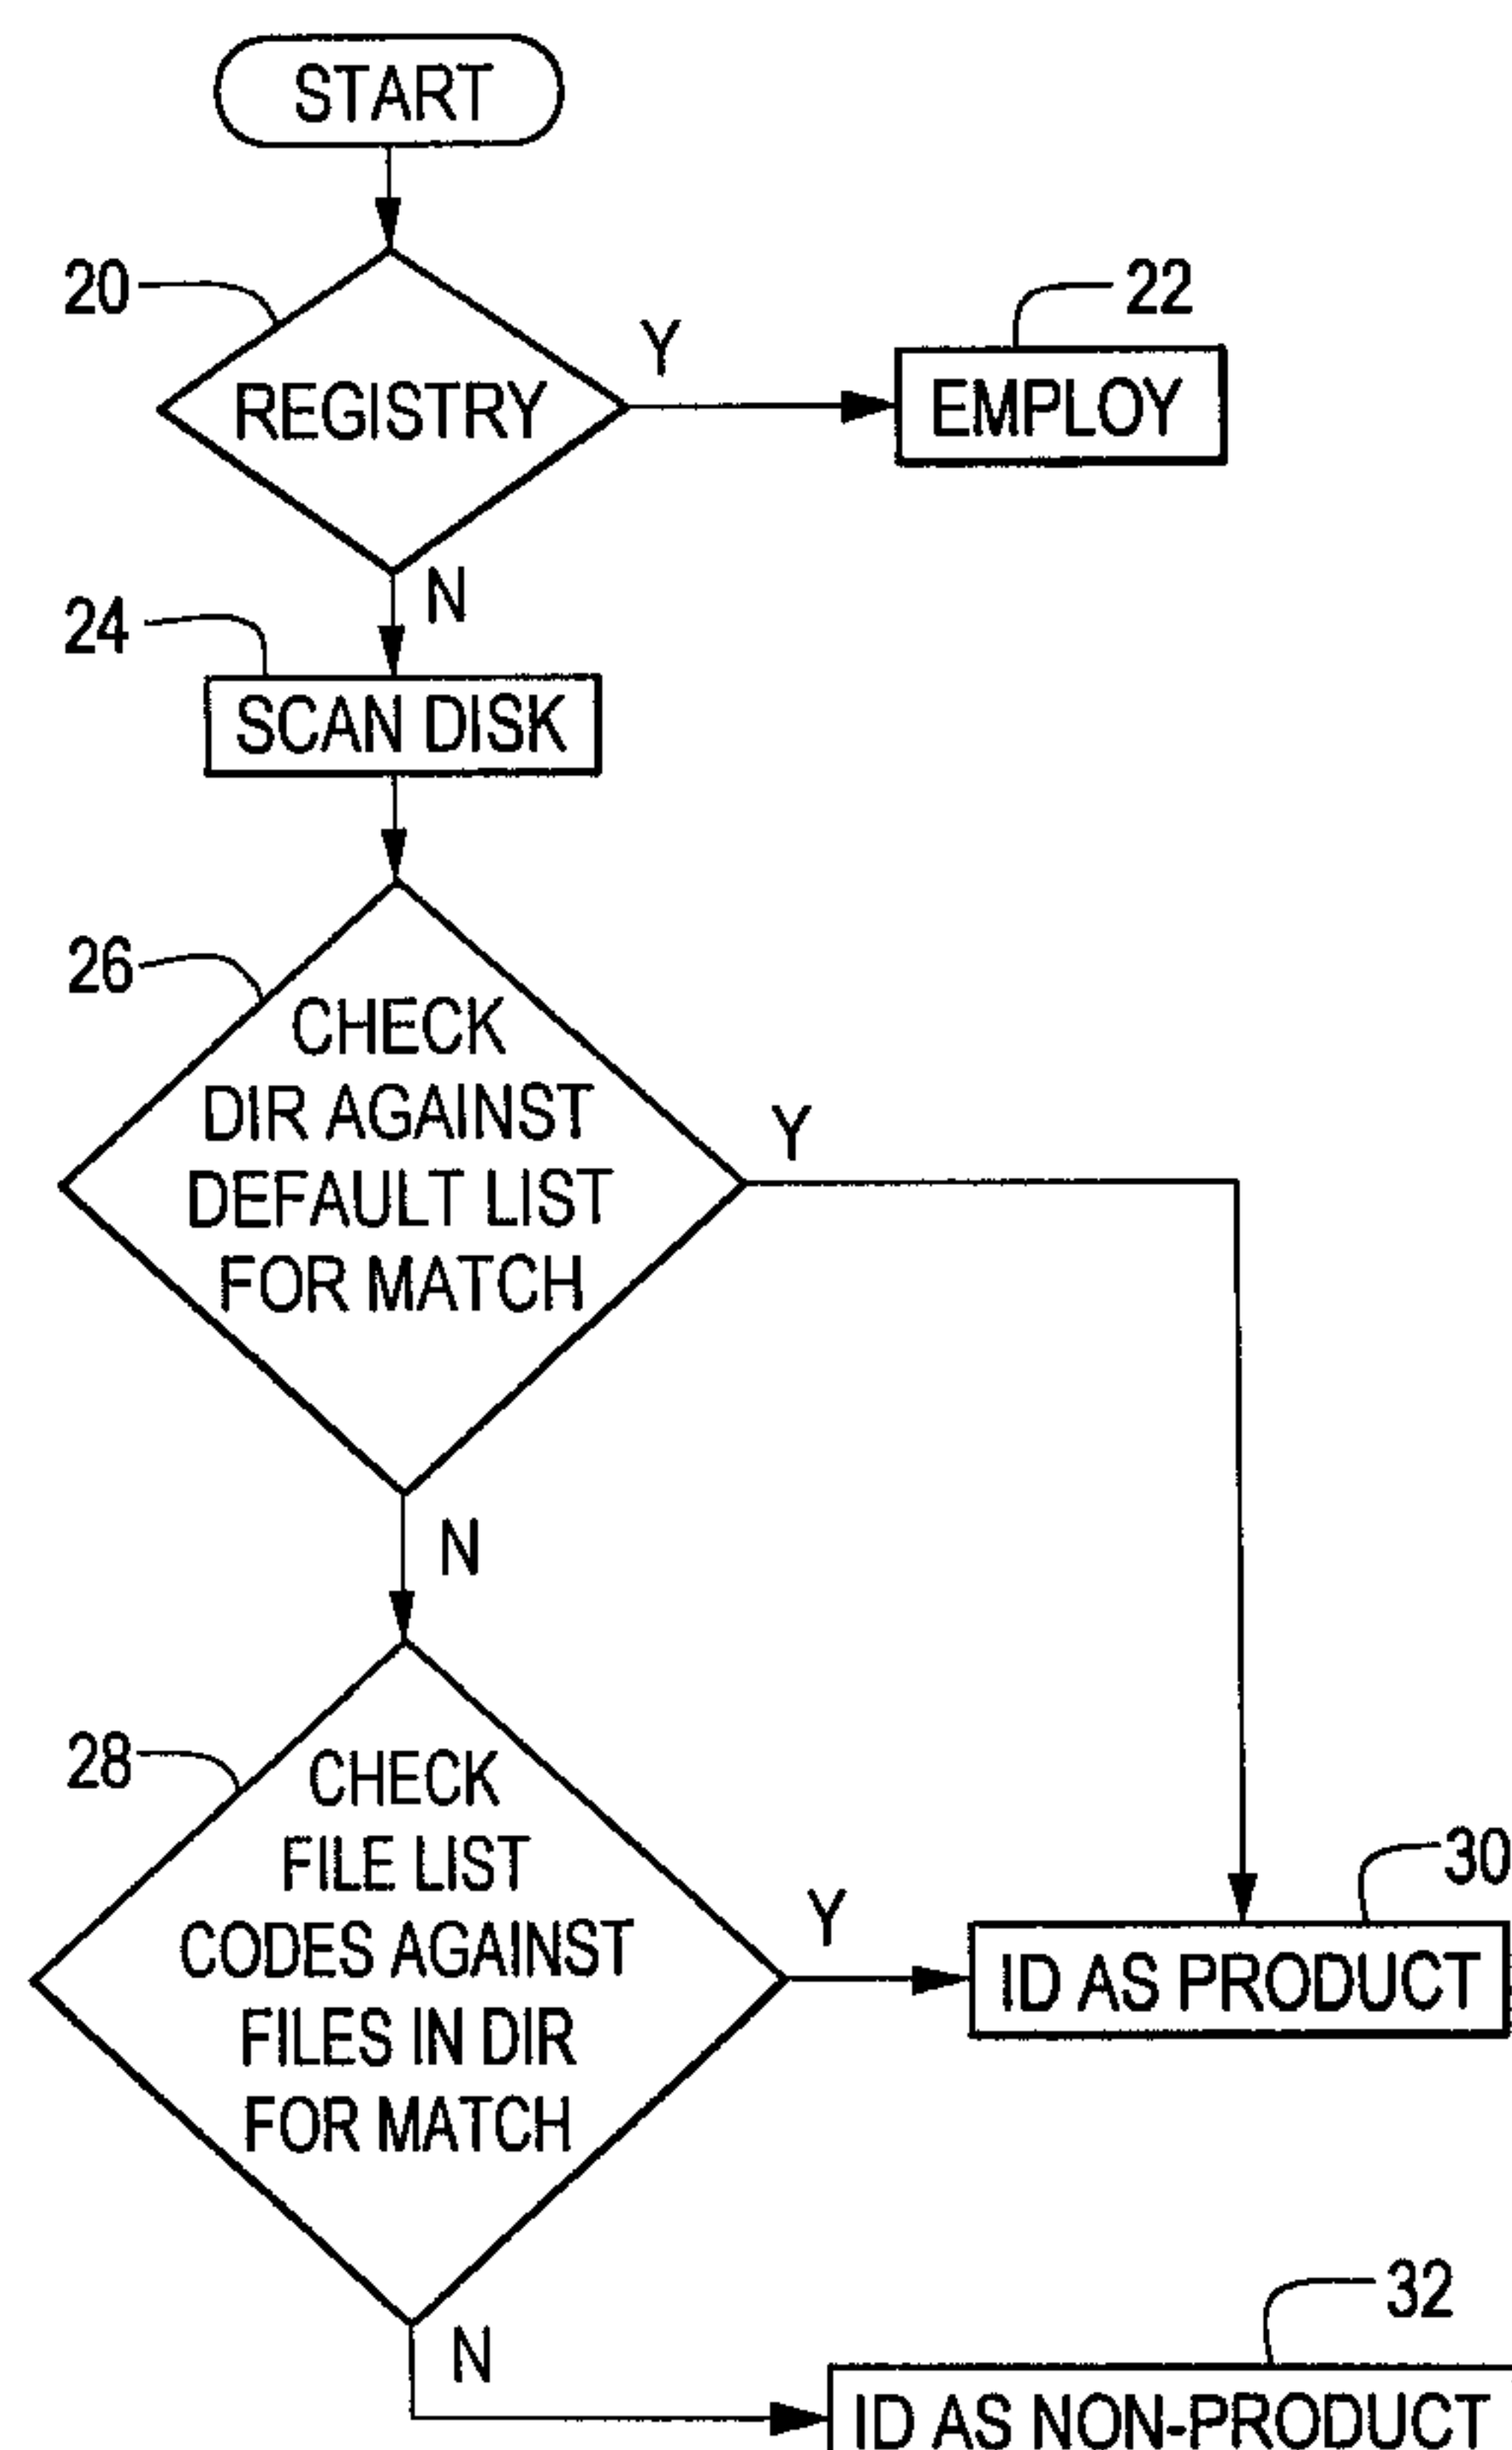 START
20
22
Y
REGISTRY
EMPLOY
N
24
SCAN DISK
26
CHECK
DIR AGAINST
DEFAULT LIST
FOR MATCH
Y
N
28
CHECK
FILE LIST
CODES AGAINST
FILES IN DIR
FOR MATCH
Y
30
ID AS PRODUCT
32
N
ID AS NON-PRODUCT